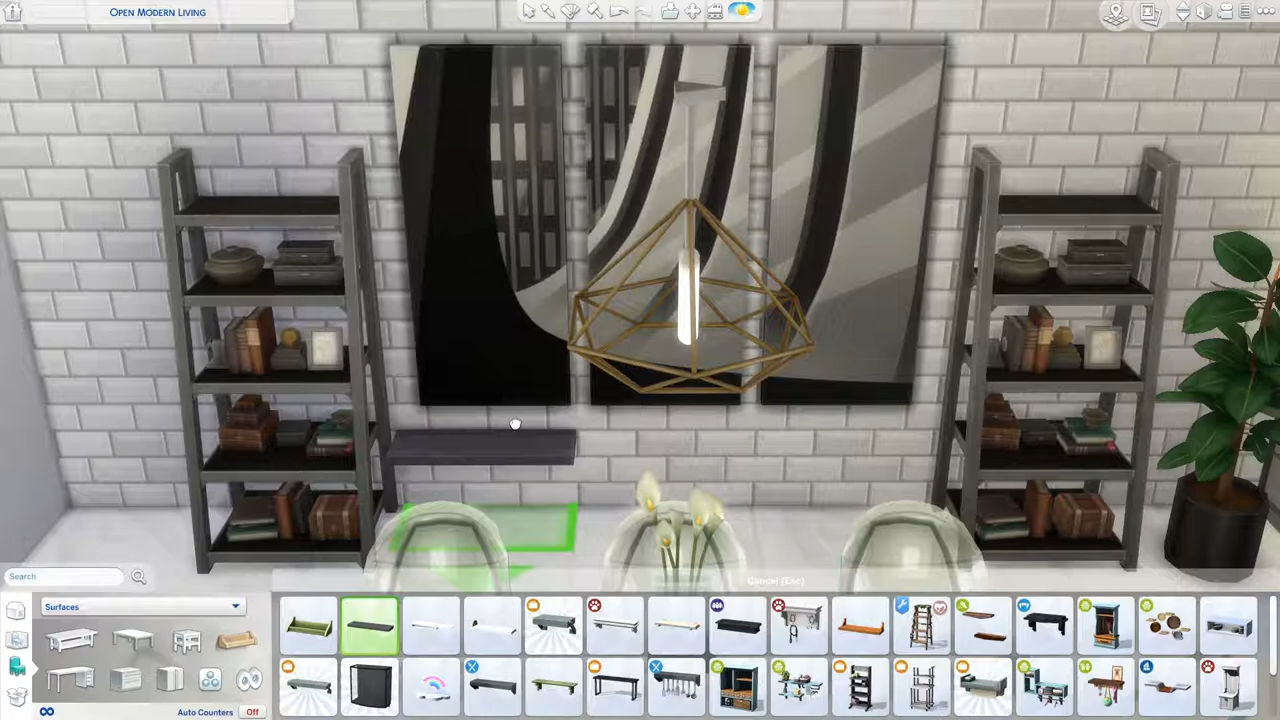 OPEN MODERN LIVING
Search
Cancel (Esc)
Surfaces
Auto Counters
Off